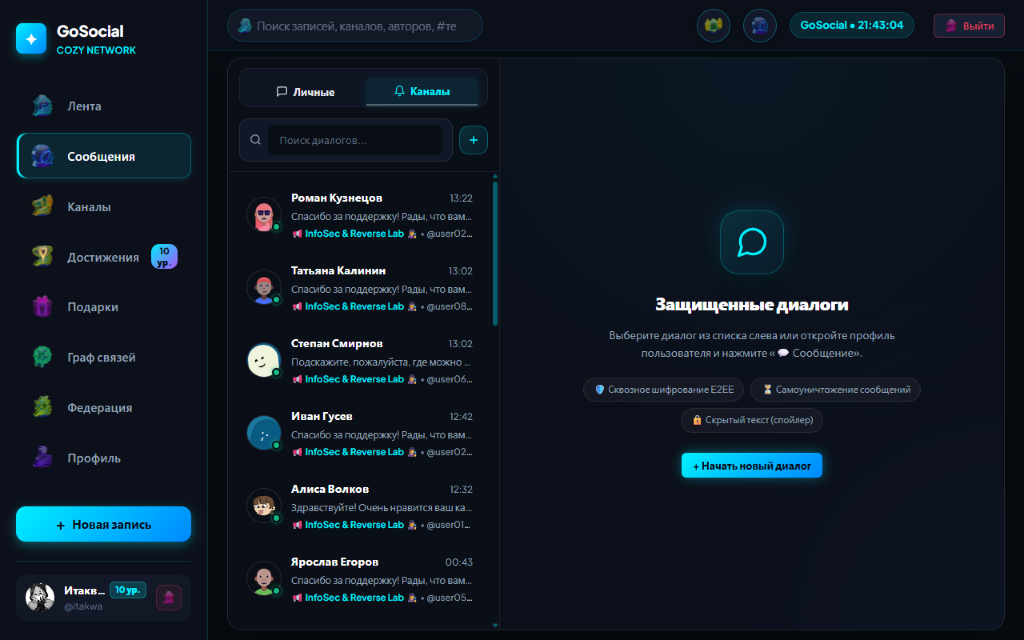 GoSocial
COZY NETWORK
Лента
Сообщения
Каналы
Достижения
10
ур.
Подарки
Граф связей
Федерация
Профиль
+ Новая запись
Итакв...
10 ур.
@itakwa
Поиск записей, каналов, авторов, #те
GoSocial • 21:43:04
Выйти
Личные
Каналы
Поиск диалогов...
+
Роман Кузнецов 13:22
Спасибо за поддержку! Рады, что вам...
InfoSec & Reverse Lab • @user02...
Татьяна Калинин 13:02
Спасибо за поддержку! Рады, что вам...
InfoSec & Reverse Lab • @user08...
Степан Смирнов 13:02
Подскажите, пожалуйста, где можно ...
InfoSec & Reverse Lab • @user06...
Иван Гусев 12:42
Спасибо за поддержку! Рады, что вам...
InfoSec & Reverse Lab • @user02...
Алиса Волков 12:32
Здравствуйте! Очень нравится ваш ка...
InfoSec & Reverse Lab • @user01...
Ярослав Егоров 00:43
Спасибо за поддержку! Рады, что вам...
InfoSec & Reverse Lab • @user05...
Защищенные диалоги
Выберите диалог из списка слева или откройте профиль
пользователя и нажмите « 💬 Сообщение».
Сквозное шифрование E2EE
Самоуничтожение сообщений
Скрытый текст (спойлер)
+ Начать новый диалог